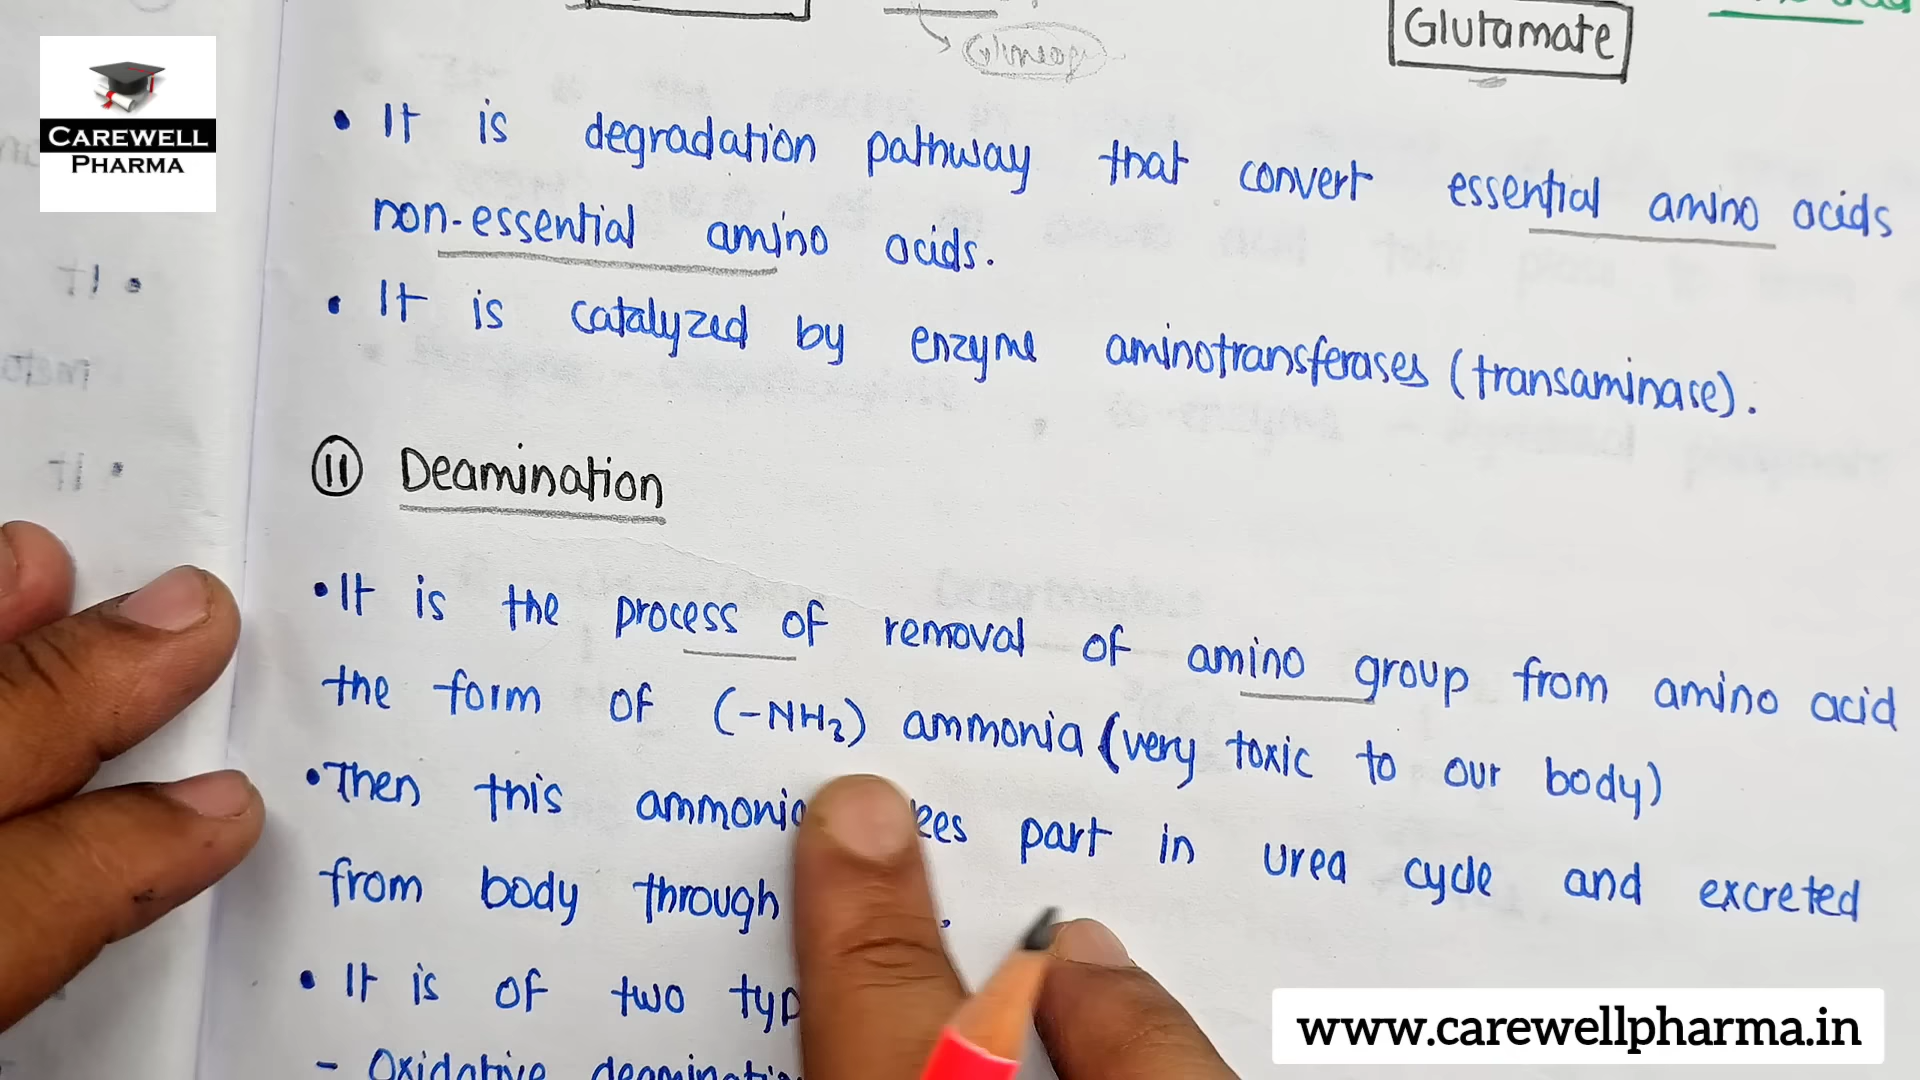 Glutamate
CAREWELL
PHARMA
• It is degradation pathway that convert essential amino acids
non-essential amino acids.
• It is catalyzed by enzyme aminotransferases (transaminase).
II Deamination
• It is the process of removal of amino group from amino acid
the form of (-NH3) ammonia (very toxic to our body)
• Then this ammonia part in urea cycle and excreted
from body through
• It is of two
- Oxidative
www.carewellpharma.in